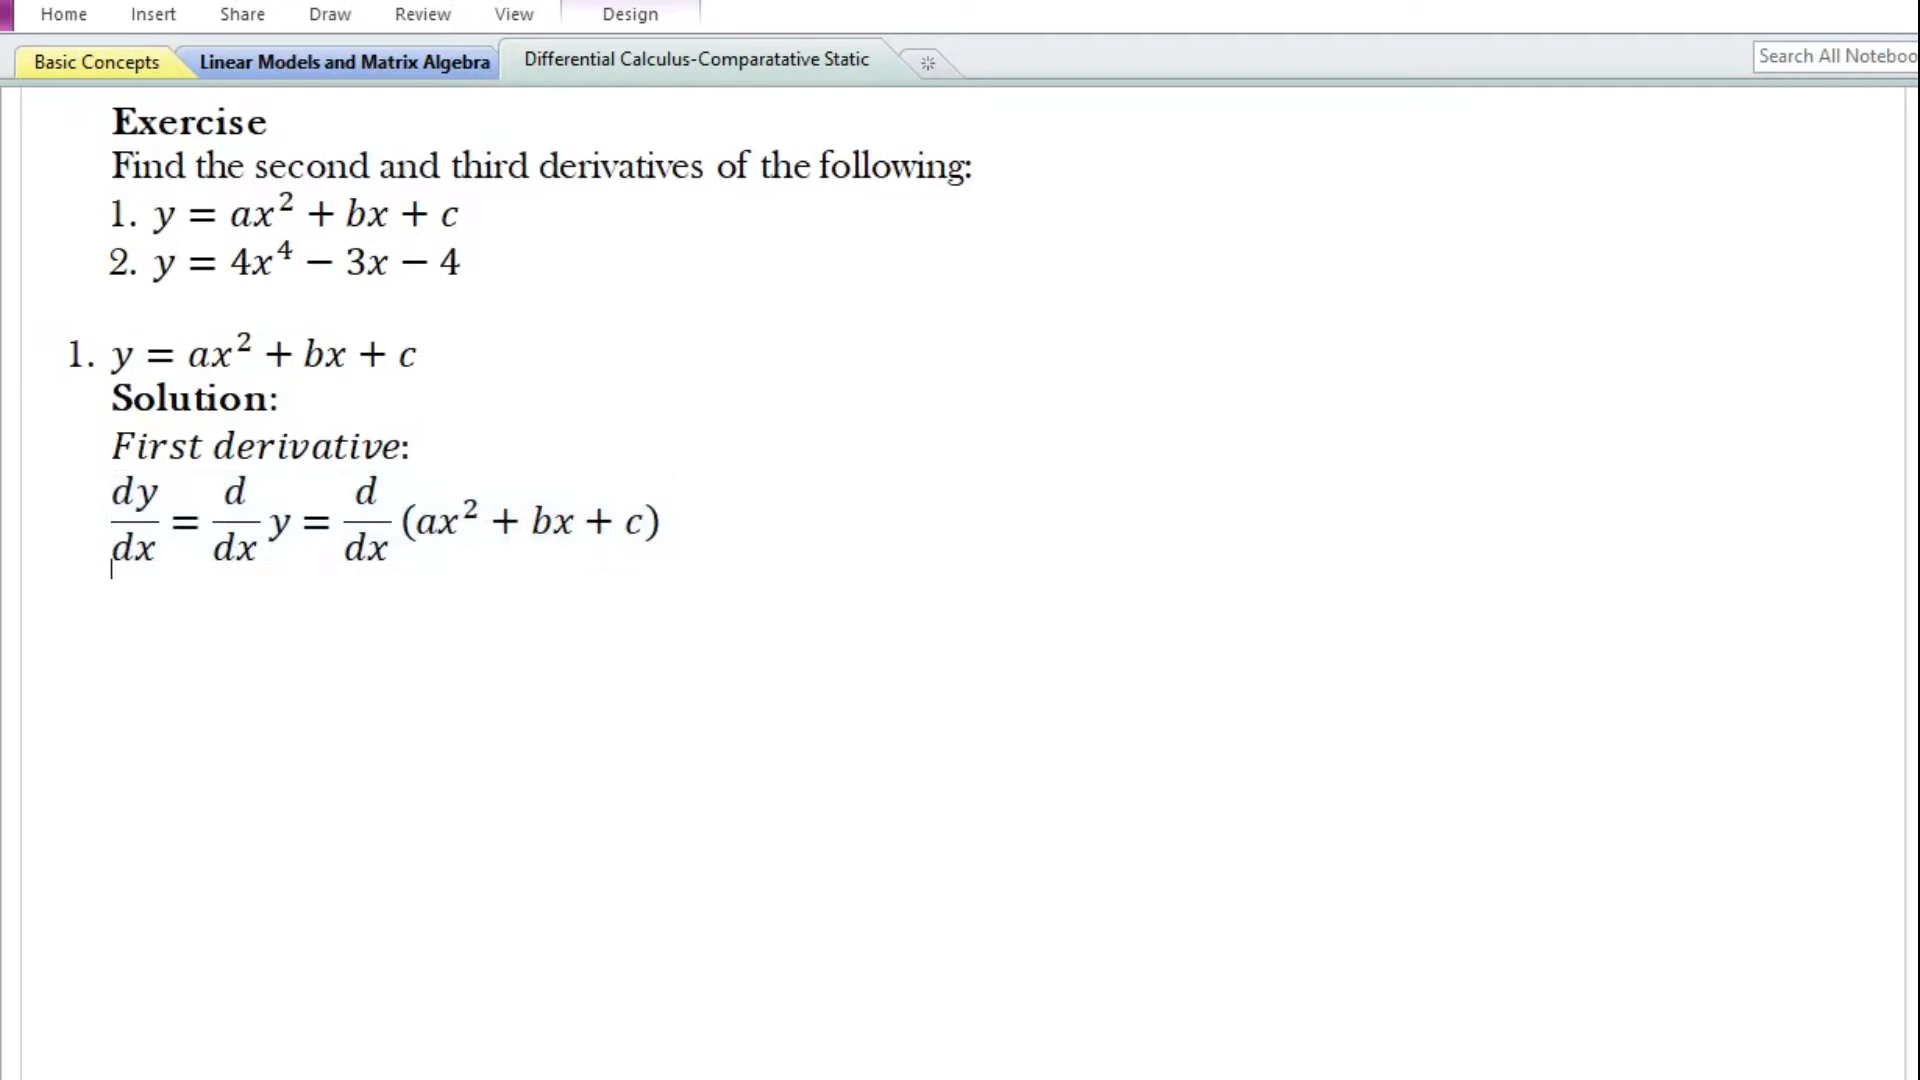 Home Insert Share Draw Review View Design
Basic Concepts Linear Models and Matrix Algebra Differential Calculus-Comparatative Static Search All Noteboo
Exercise
Find the second and third derivatives of the following:
1. y = ax² + bx + c
2. y = 4x⁴ − 3x − 4
1. y = ax² + bx + c
Solution:
First derivative:
dy/dx = d/dx y = d/dx (ax² + bx + c)